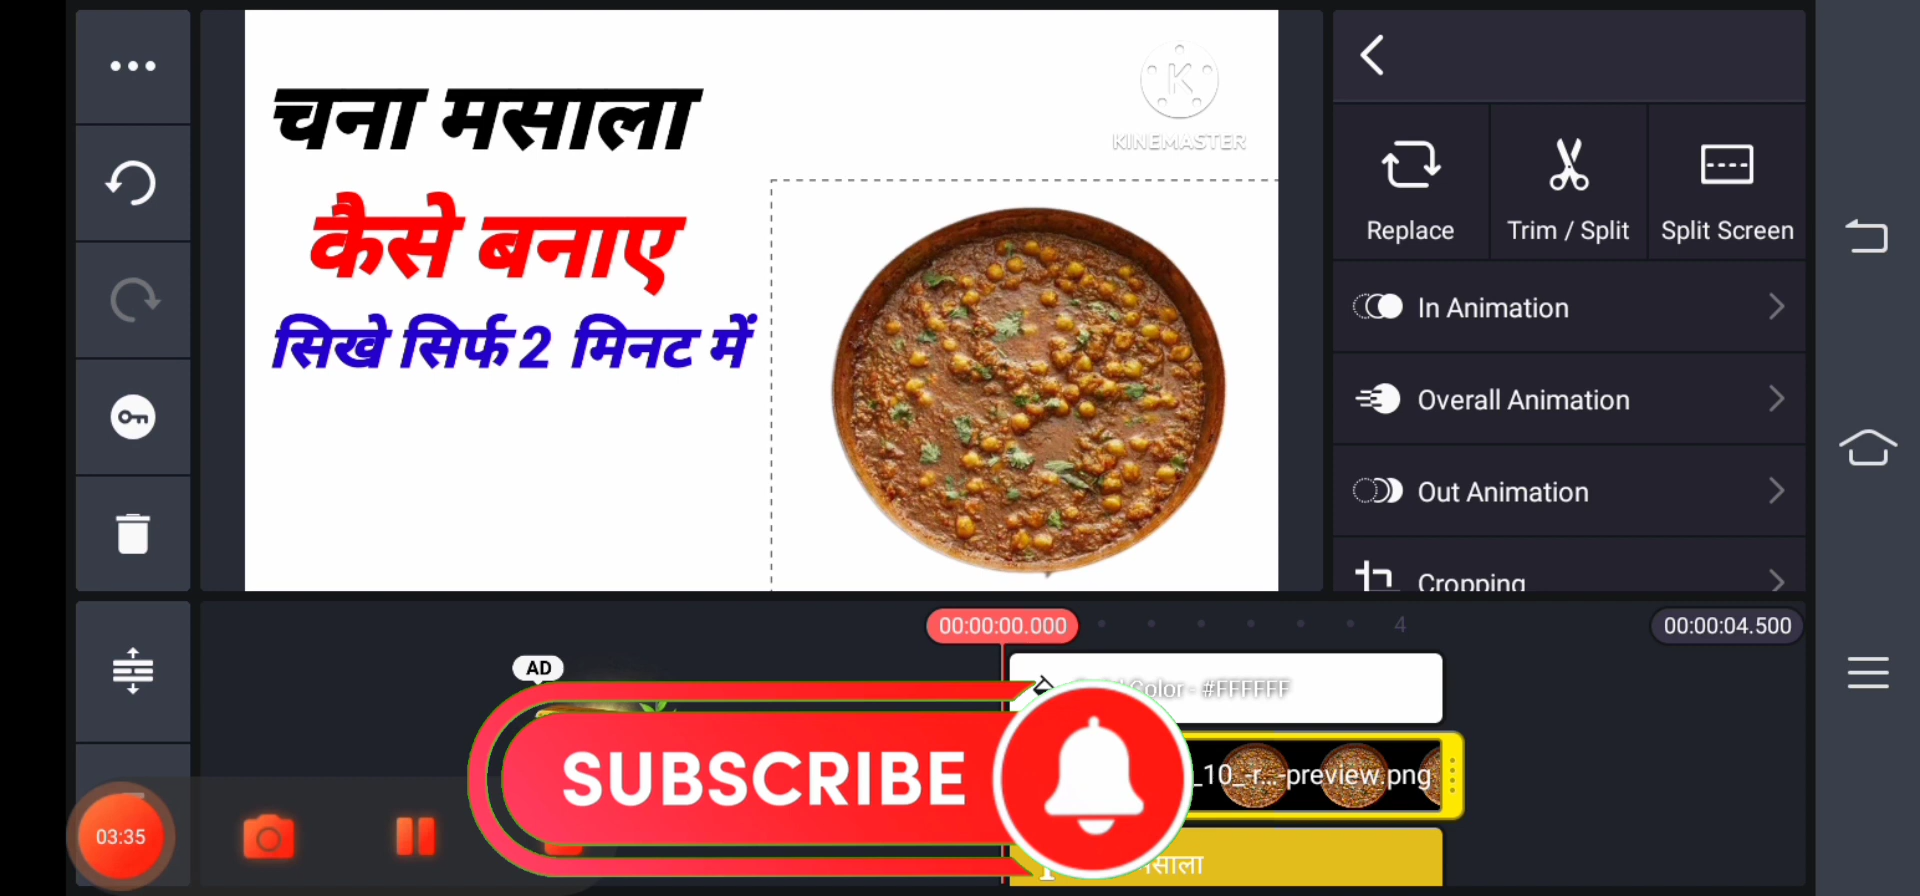 चना मसाला
कैसे बनाए
सिखे सिर्फ 2 मिनट में
KINEMASTER
Replace
Trim / Split
Split Screen
In Animation
Overall Animation
Out Animation
Cropping
00:00:00.000
4
00:00:04.500
AD
Color - #FFFFFF
SUBSCRIBE
_10_-r...-preview.png
03:35